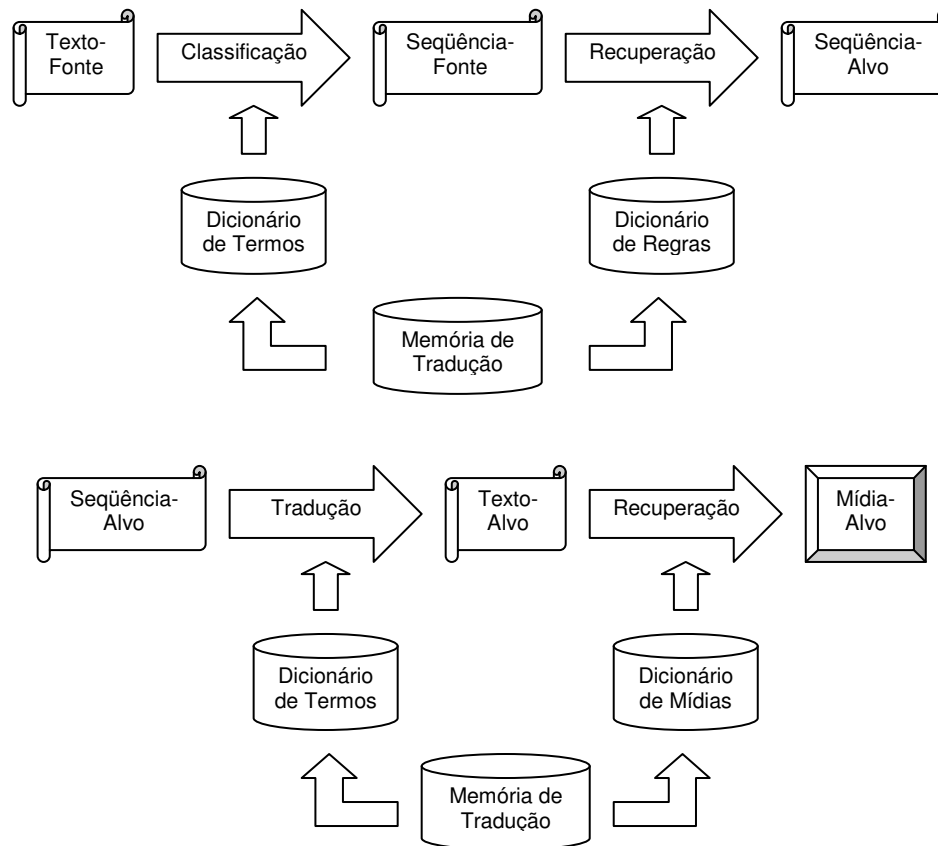 Texto-
Fonte
Classificação
Seqüência-
Fonte
Recuperação
Seqüência-
Alvo
Dicionário
de Termos
Dicionário
de Regras
Memória de
Tradução
Seqüência-
Alvo
Tradução
Texto-
Alvo
Recuperação
Mídia-
Alvo
Dicionário
de Termos
Dicionário
de Mídias
Memória de
Tradução